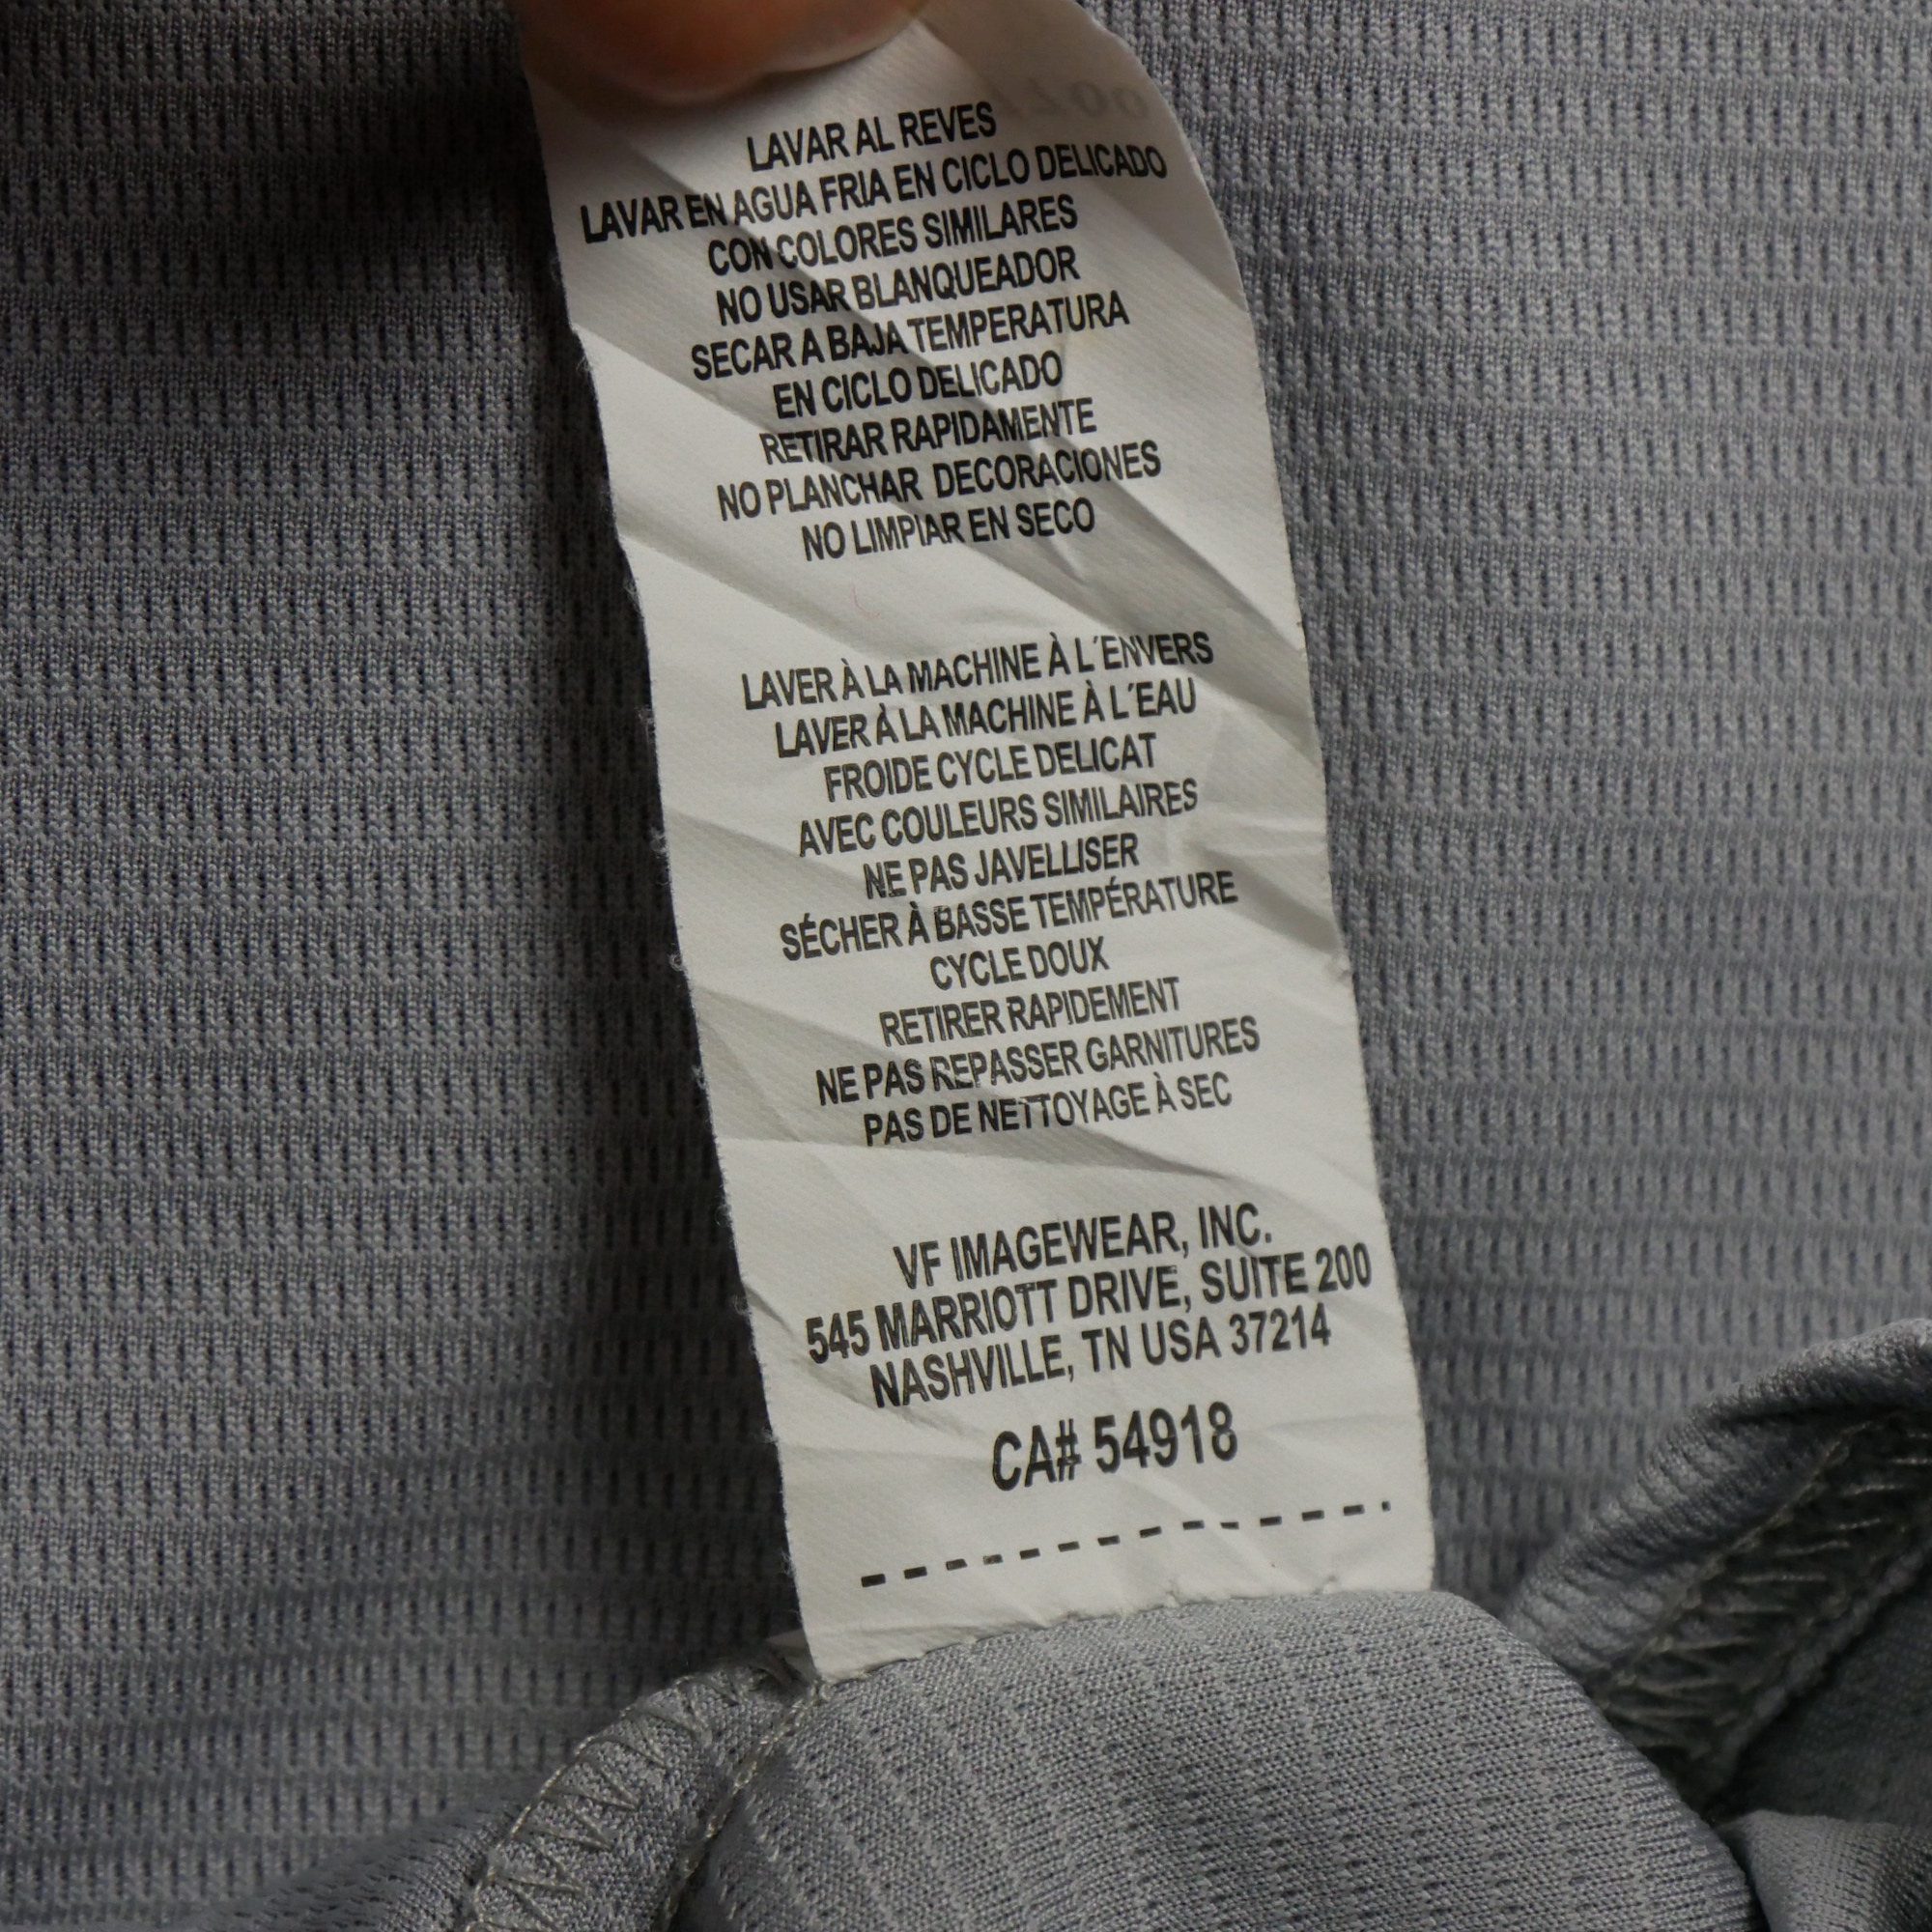 LAVAR AL REVES
LAVAR EN AGUA FRIA EN CICLO DELICADO
CON COLORES SIMILARES
NO USAR BLANQUEADOR
SECAR A BAJA TEMPERATURA
EN CICLO DELICADO
RETIRAR RAPIDAMENTE
NO PLANCHAR DECORACIONES
NO LIMPIAR EN SECO
LAVER À LA MACHINE À L´ENVERS
LAVER À LA MACHINE À L´EAU
FROIDE CYCLE DELICAT
AVEC COULEURS SIMILAIRES
NE PAS JAVELLISER
SÉCHER À BASSE TEMPÉRATURE
CYCLE DOUX
RETIRER RAPIDEMENT
NE PAS REPASSER GARNITURES
PAS DE NETTOYAGE À SEC
VF IMAGEWEAR, INC.
545 MARRIOTT DRIVE, SUITE 200
NASHVILLE, TN USA 37214
CA# 54918